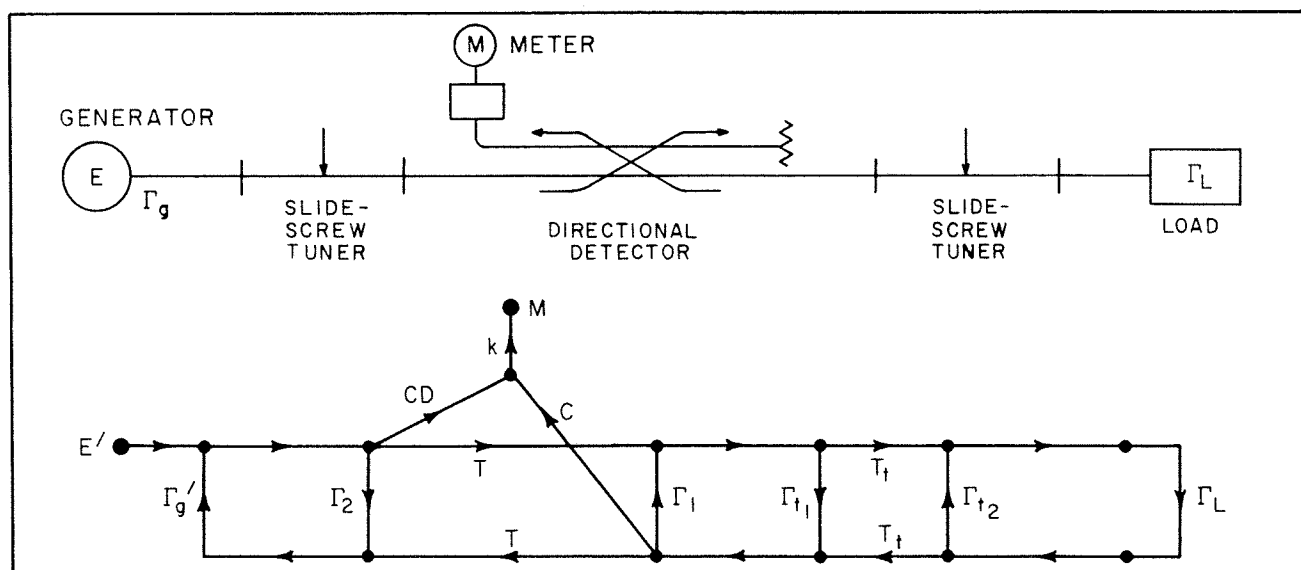 M METER
GENERATOR
E
Γg
SLIDE-
SCREW
TUNER
DIRECTIONAL
DETECTOR
SLIDE-
SCREW
TUNER
ΓL
LOAD
M
k
CD
C
E′
T
Tt
Γg′
Γ2
Γ1
Γt1
Γt2
ΓL
T
Tt